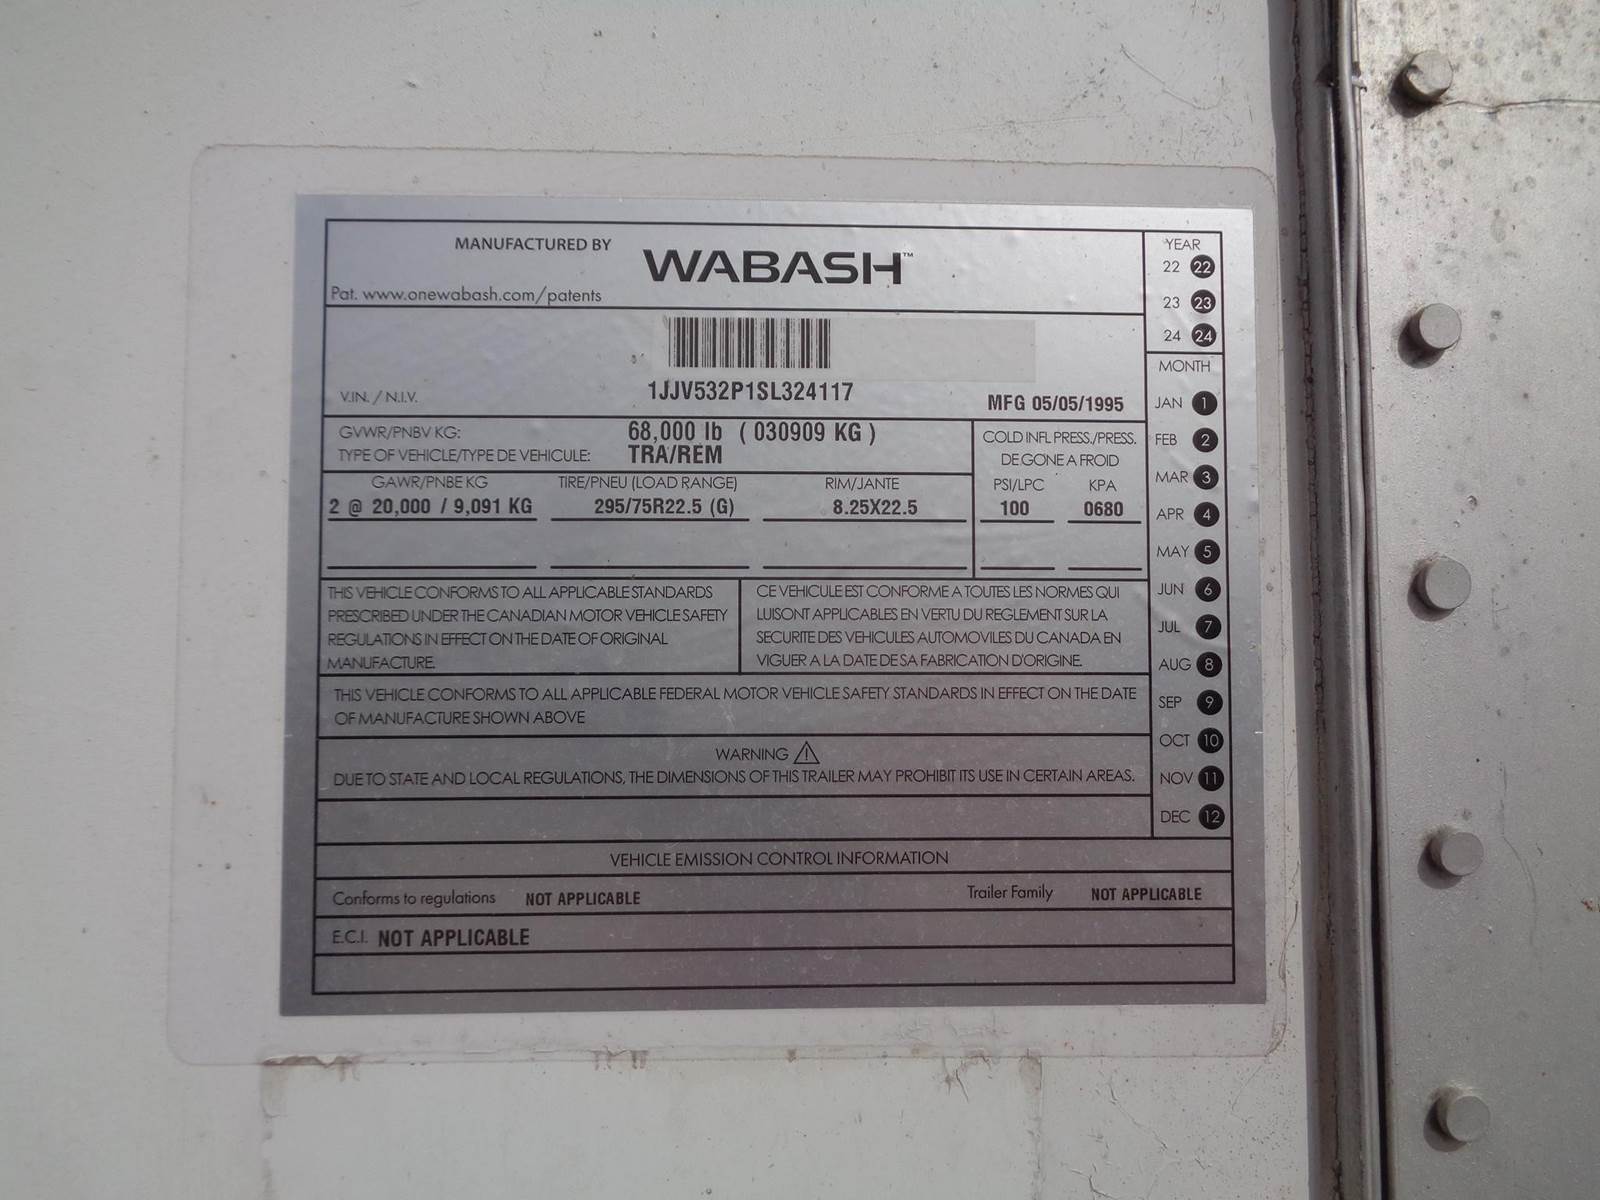 MANUFACTURED BY WABASH™
Pat. www.onewabash.com/patents
V.IN. / N.I.V. 1JJV532P1SL324117 MFG 05/05/1995
GVWR/PNBV KG: 68,000 lb ( 030909 KG )
TYPE OF VEHICLE/TYPE DE VEHICULE: TRA/REM
COLD INFL PRESS./PRESS.
DE GONE A FROID
GAWR/PNBE KG TIRE/PNEU (LOAD RANGE) RIM/JANTE PSI/LPC KPA
2 @ 20,000 / 9,091 KG 295/75R22.5 (G) 8.25X22.5 100 0680
THIS VEHICLE CONFORMS TO ALL APPLICABLE STANDARDS
PRESCRIBED UNDER THE CANADIAN MOTOR VEHICLE SAFETY
REGULATIONS IN EFFECT ON THE DATE OF ORIGINAL
MANUFACTURE.
CE VEHICULE EST CONFORME A TOUTES LES NORMES QUI
LUISONT APPLICABLES EN VERTU DU REGLEMENT SUR LA
SECURITE DES VEHICULES AUTOMOVILES DU CANADA EN
VIGUER A LA DATE DE SA FABRICATION D'ORIGINE.
THIS VEHICLE CONFORMS TO ALL APPLICABLE FEDERAL MOTOR VEHICLE SAFETY STANDARDS IN EFFECT ON THE DATE
OF MANUFACTURE SHOWN ABOVE
WARNING
DUE TO STATE AND LOCAL REGULATIONS, THE DIMENSIONS OF THIS TRAILER MAY PROHIBIT ITS USE IN CERTAIN AREAS.
YEAR
22 22
23 23
24 24
MONTH
JAN 1
FEB 2
MAR 3
APR 4
MAY 5
JUN 6
JUL 7
AUG 8
SEP 9
OCT 10
NOV 11
DEC 12
VEHICLE EMISSION CONTROL INFORMATION
Conforms to regulations NOT APPLICABLE Trailer Family NOT APPLICABLE
E.C.I. NOT APPLICABLE